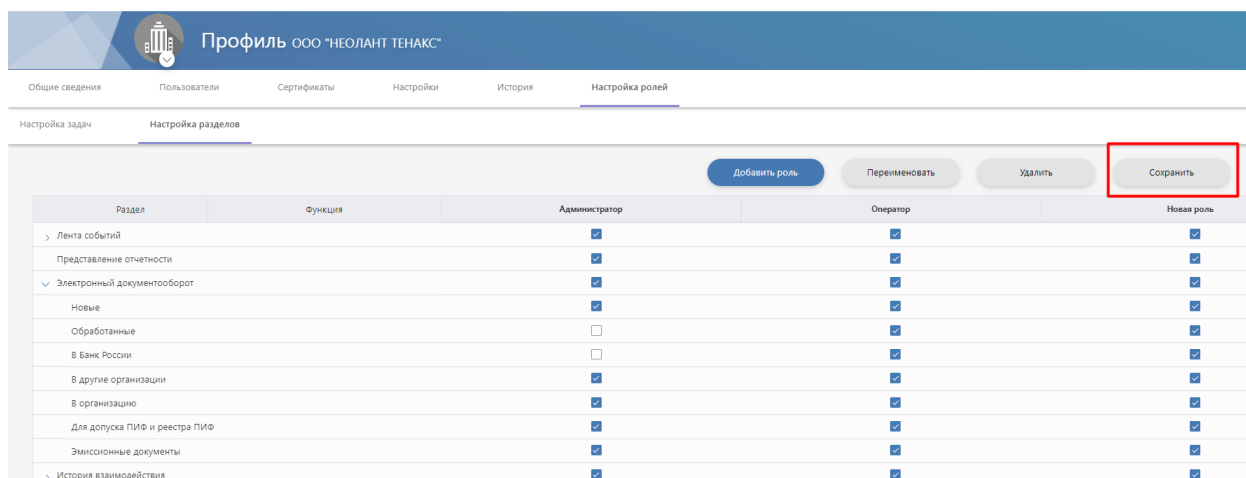 Профиль ООО "НЕОЛАНТ ТЕНАКС"
Общие сведения Пользователи Сертификаты Настройки История Настройка ролей
Настройка задач Настройка разделов
Добавить роль Переименовать Удалить Сохранить
Раздел Функция Администратор Оператор Новая роль
Лента событий
Представление отчетности
Электронный документооборот
Новые
Обработанные
В Банк России
В другие организации
В организацию
Для допуска ПИФ и реестра ПИФ
Эмиссионные документы
История взаимодействия